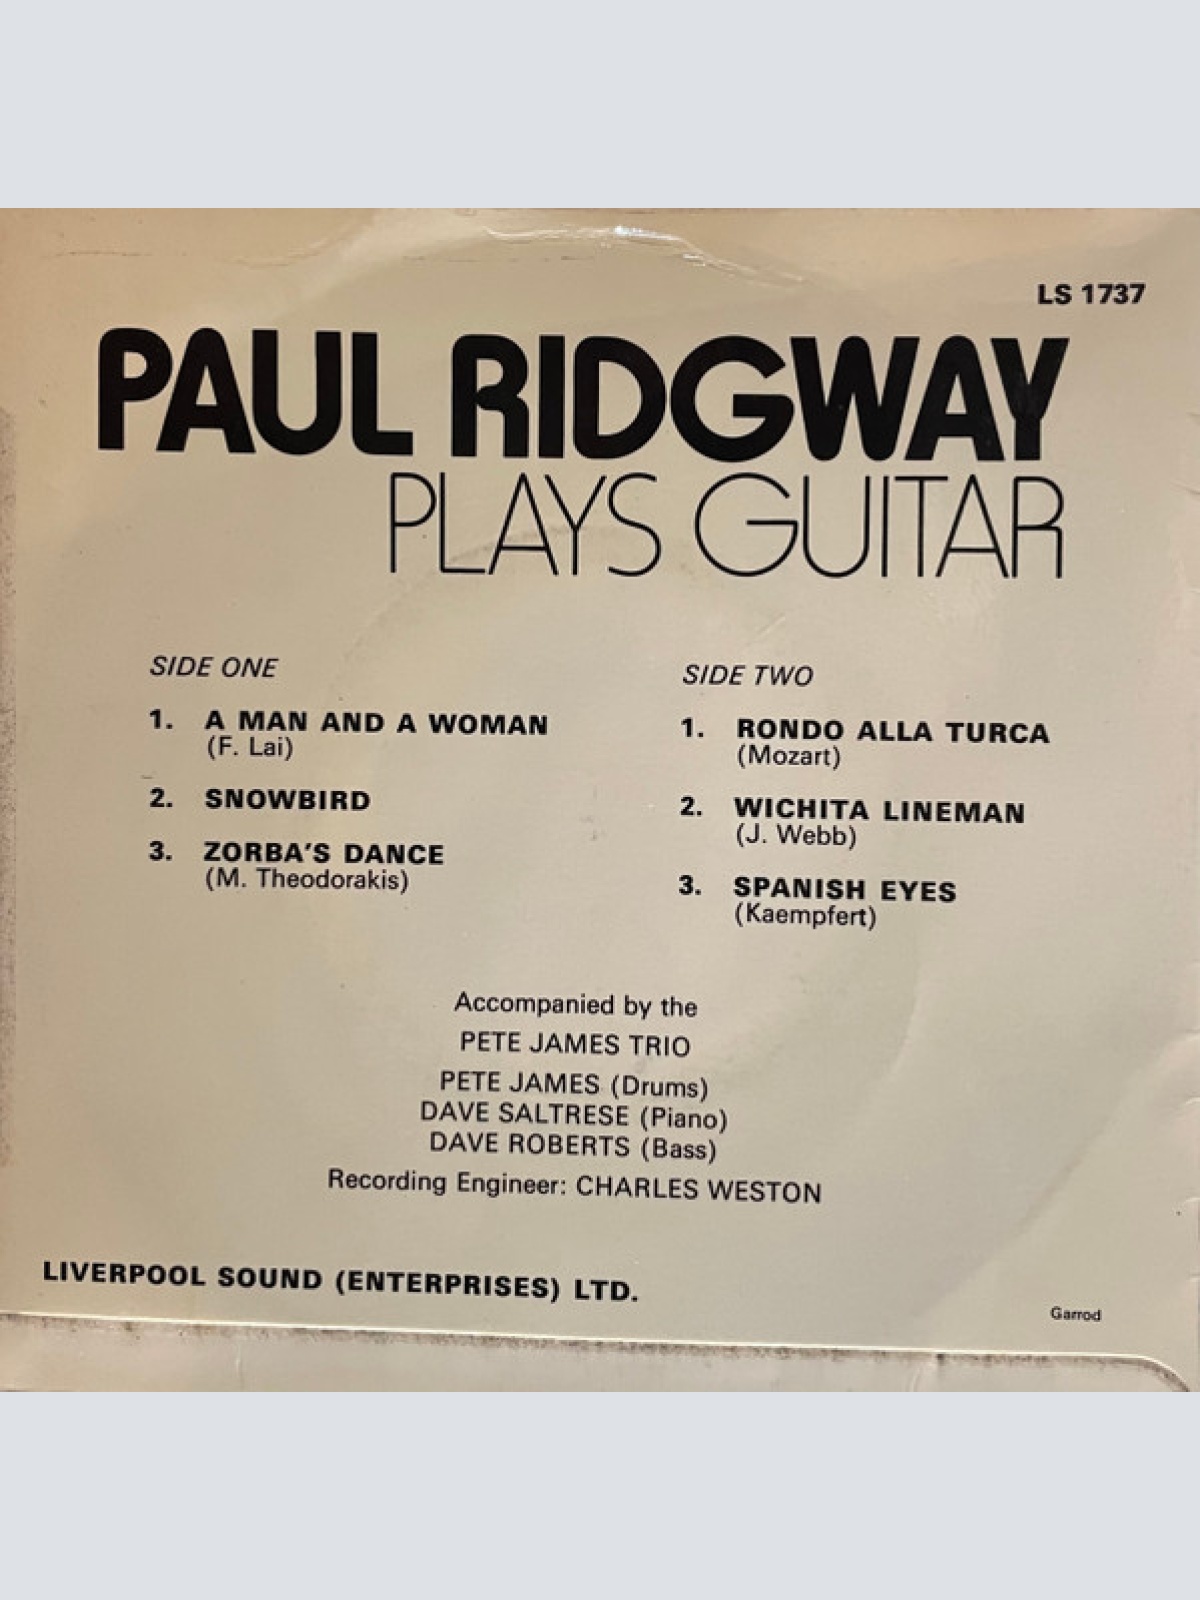 LS 1737
PAUL RIDGWAY
PLAYS GUITAR
SIDE ONE
1. A MAN AND A WOMAN
(F. Lai)
2. SNOWBIRD
3. ZORBA'S DANCE
(M. Theodorakis)
SIDE TWO
1. RONDO ALLA TURCA
(Mozart)
2. WICHITA LINEMAN
(J. Webb)
3. SPANISH EYES
(Kaempfert)
Accompanied by the
PETE JAMES TRIO
PETE JAMES (Drums)
DAVE SALTRESE (Piano)
DAVE ROBERTS (Bass)
Recording Engineer: CHARLES WESTON
LIVERPOOL SOUND (ENTERPRISES) LTD.
Garrod